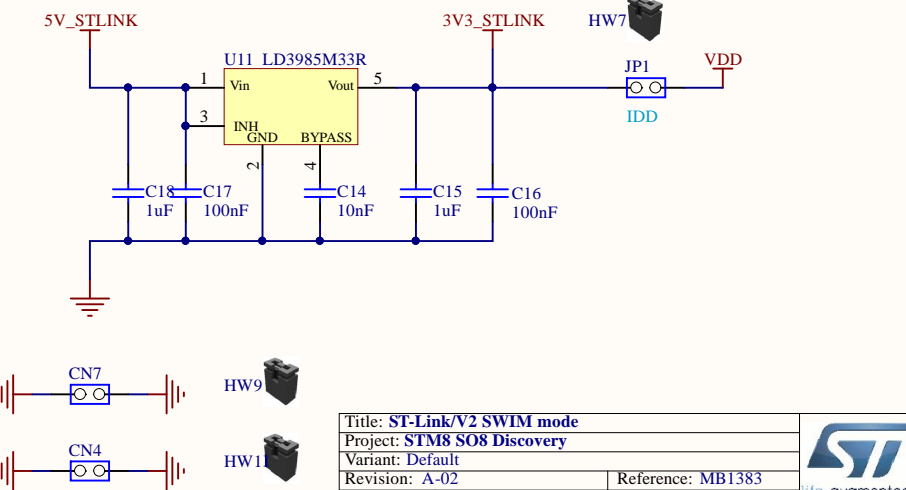 5V_STLINK
3V3_STLINK
HW7
U11 LD3985M33R
JP1
VDD
1
Vin
Vout
5
3
INH
GND
BYPASS
IDD
2
4
C18
1uF
C17
100nF
C14
10nF
C15
1uF
C16
100nF
CN7
HW9
CN4
HW11
Title: ST-Link/V2 SWIM mode
Project: STM8 SO8 Discovery
Variant: Default
Revision: A-02
Reference: MB1383
ST